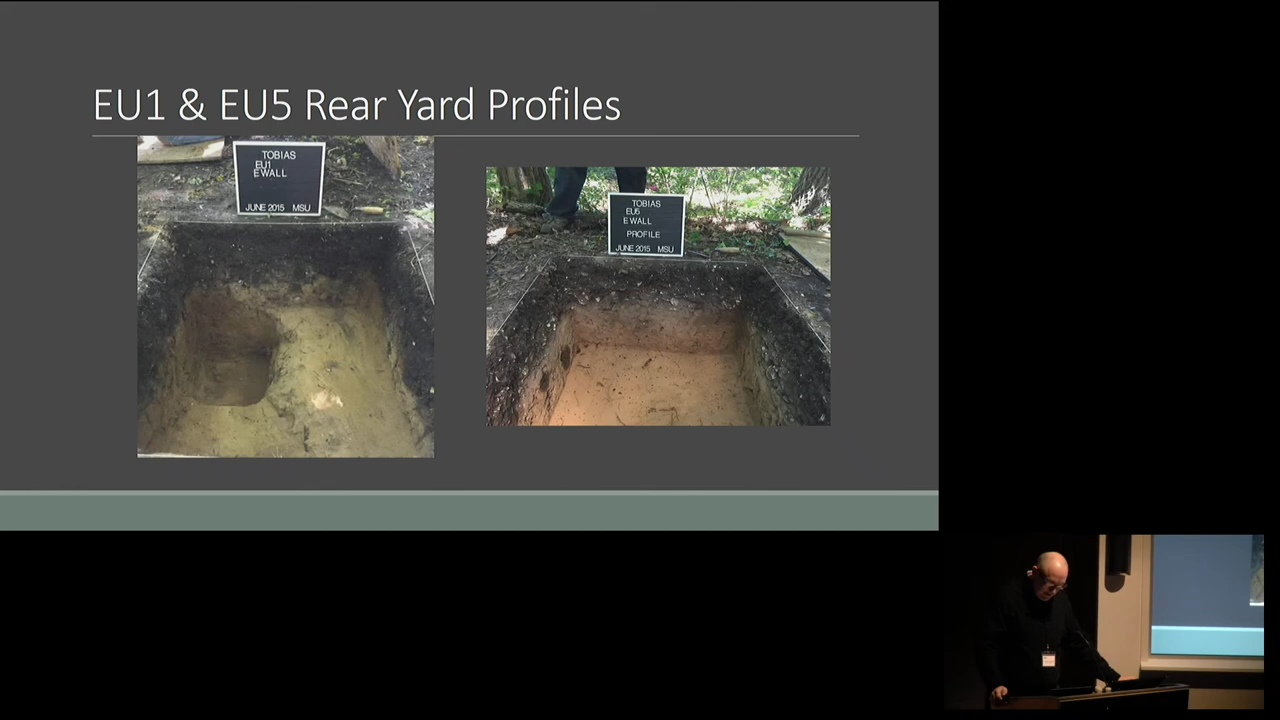 EU1 & EU5 Rear Yard Profiles
TOBIAS
EU1
E WALL
JUNE 2015 MSU
TOBIAS
EU5
E WALL
PROFILE
JUNE 2015 MSU